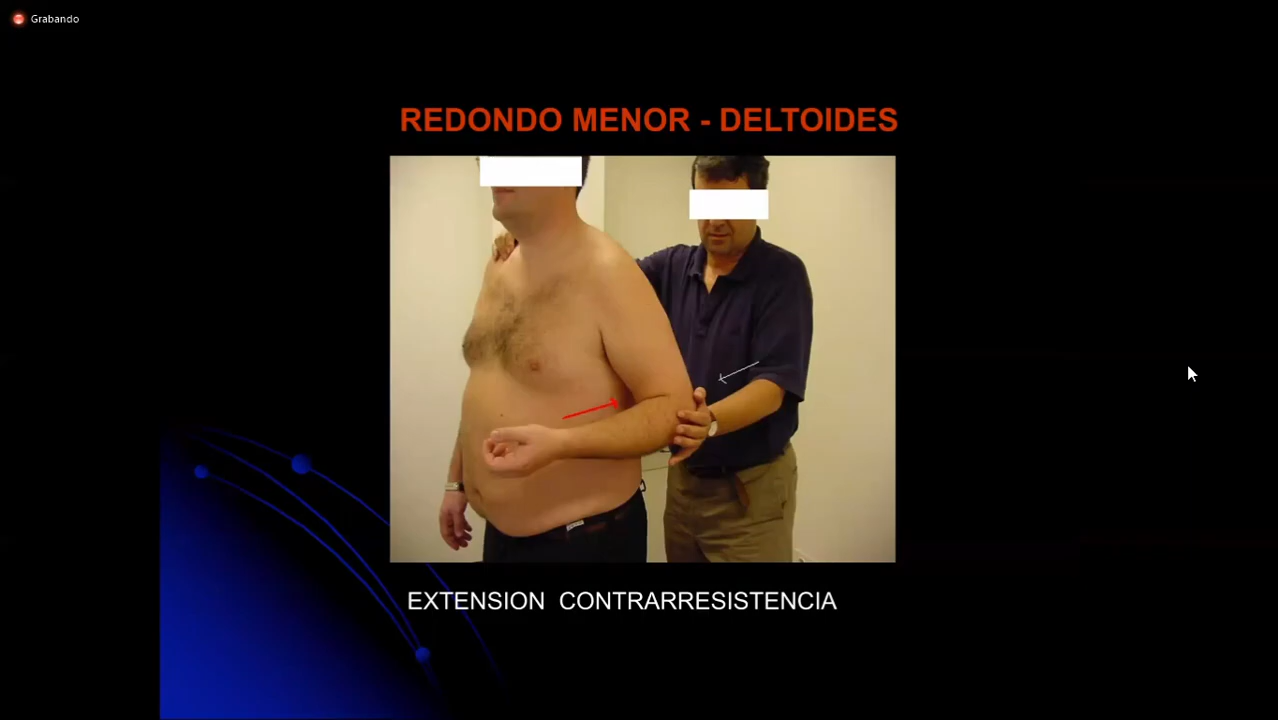 Grabando
REDONDO MENOR - DELTOIDES
EXTENSION CONTRARRESISTENCIA